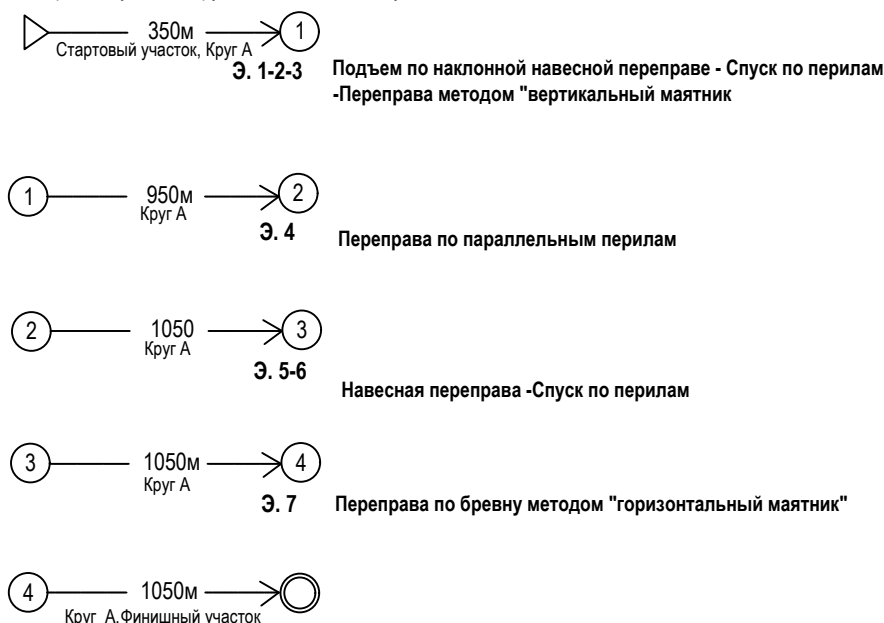 350м
1
Стартовый участок, Круг А
Э. 1-2-3
Подъем по наклонной навесной переправе - Спуск по перилам
-Переправа методом "вертикальный маятник
1
950м
2
Круг А
Э. 4
Переправа по параллельным перилам
2
1050
3
Круг А
Э. 5-6
Навесная переправа -Спуск по перилам
3
1050м
4
Круг А
Э. 7
Переправа по бревну методом "горизонтальный маятник"
4
1050м
Круг А.Финишный участок